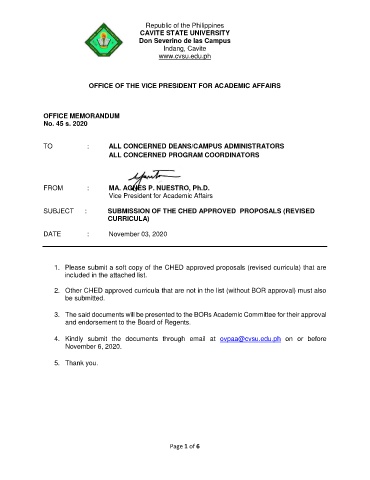 Republic of the Philippines
CAVITE STATE UNIVERSITY
Don Severino de las Campus
Indang, Cavite
www.cvsu.edu.ph
OFFICE OF THE VICE PRESIDENT FOR ACADEMIC AFFAIRS
OFFICE MEMORANDUM
No. 45 s. 2020
TO : ALL CONCERNED DEANS/CAMPUS ADMINISTRATORS
ALL CONCERNED PROGRAM COORDINATORS
FROM : MA. AGNES P. NUESTRO, Ph.D.
Vice President for Academic Affairs
SUBJECT : SUBMISSION OF THE CHED APPROVED PROPOSALS (REVISED
CURRICULA)
DATE : November 03, 2020
1. Please submit a soft copy of the CHED approved proposals (revised curricula) that are
included in the attached list.
2. Other CHED approved curricula that are not in the list (without BOR approval) must also
be submitted.
3. The said documents will be presented to the BORs Academic Committee for their approval
and endorsement to the Board of Regents.
4. Kindly submit the documents through email at ovpaa@cvsu.edu.ph on or before
November 6, 2020.
5. Thank you.
Page 1 of 6